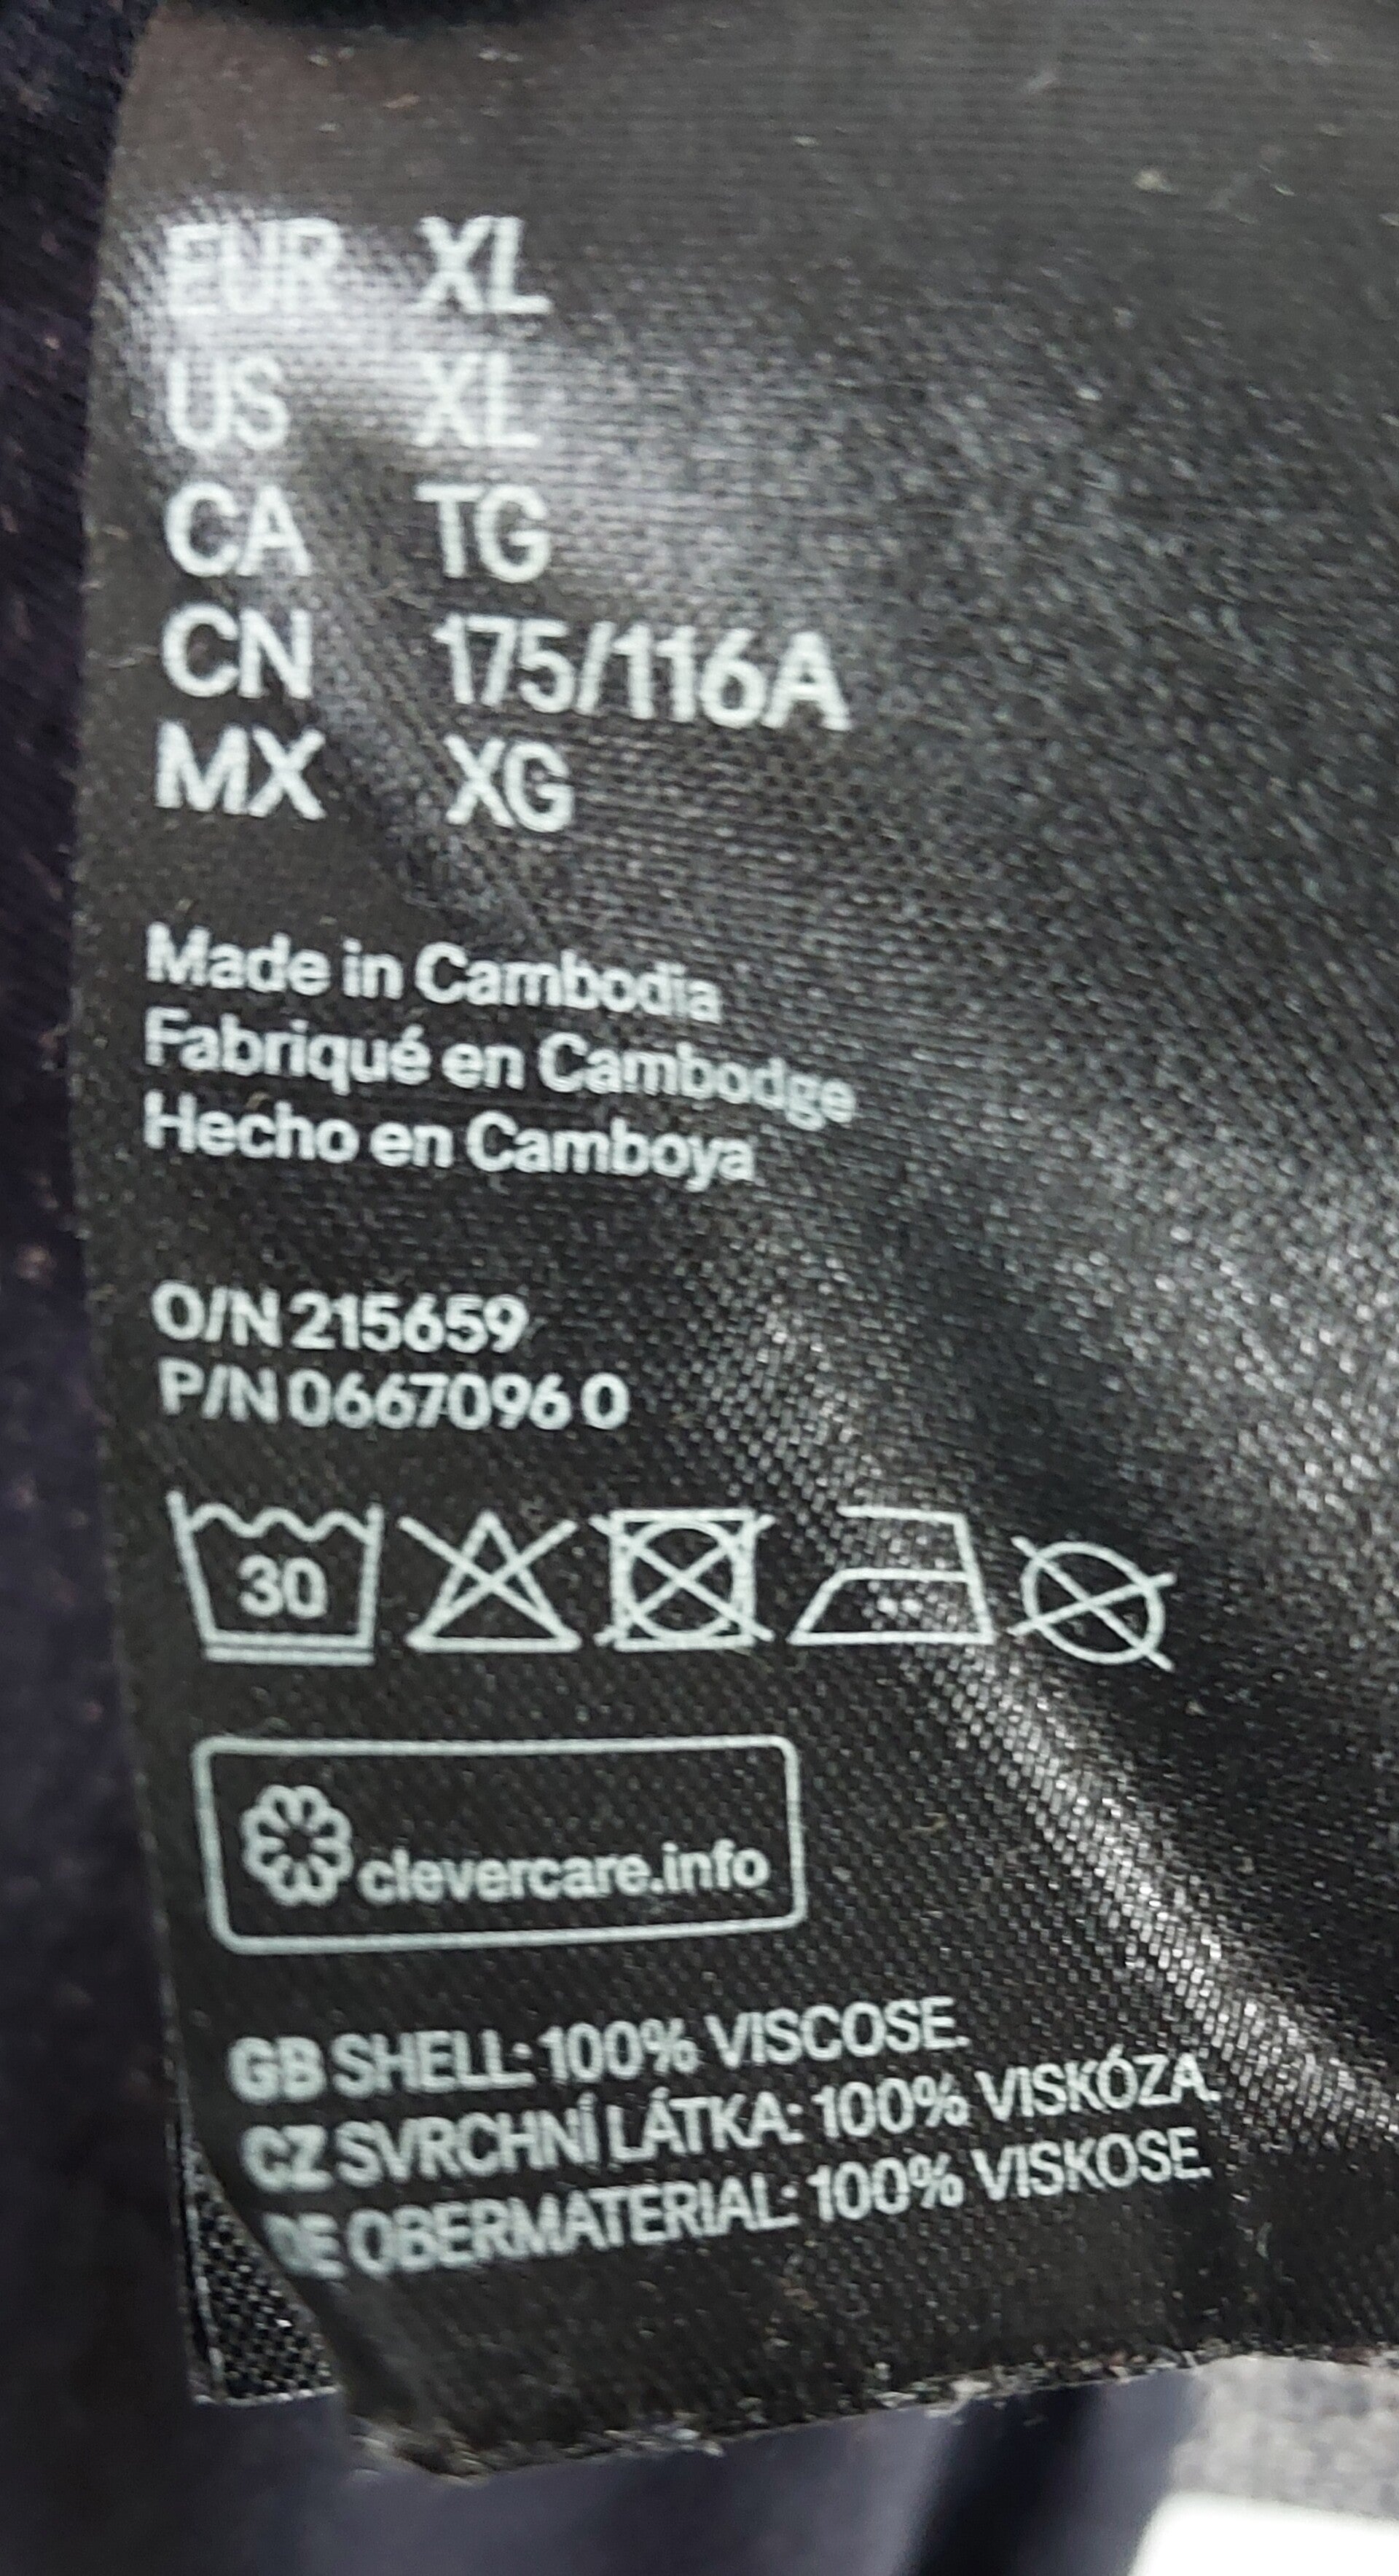 EUR XL
US XL
CA TG
CN 175/116A
MX XG
Made in Cambodia
Fabriqué en Cambodge
Hecho en Camboya
O/N 215659
P/N 0667096 0
30
clevercare.info
GB SHELL: 100% VISCOSE.
CZ SVRCHNÍ LÁTKA: 100% VISKÓZA.
DE OBERMATERIAL: 100% VISKOSE.